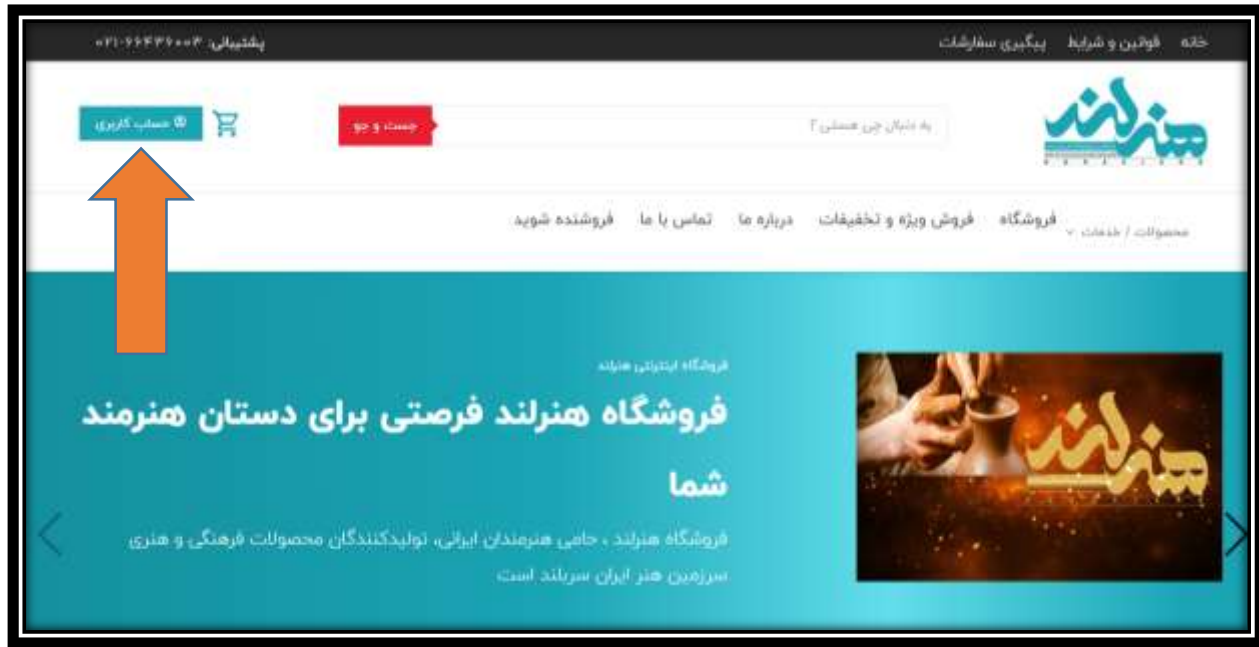 خانه قوانین و شرایط پیگیری سفارشات
پشتیبانی: ۰۲۱-۶۶۴۳۶۰۰۳
هنرلند
به دنبال چی هستی ؟
جست و جو
حساب کاربری
محصولات / خدمات
فروشگاه فروش ویژه و تخفیفات درباره ما تماس با ما فروشنده شوید
هنرلند
فروشگاه اینترنتی هنرلند
فروشگاه هنرلند فرصتی برای دستان هنرمند
شما
فروشگاه هنرلند ، حامی هنرمندان ایرانی، تولیدکنندگان محصولات فرهنگی و هنری
سرزمین هنر ایران سربلند است